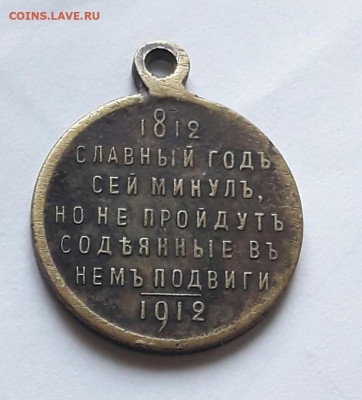 COINS.LAVE.RU
1812
СЛАВНЫЙ ГОДЪ
СЕЙ МИНУЛЪ,
НО НЕ ПРОЙДУТЪ
СОДѢЯННЫЕ ВЪ
НЕМЪ ПОДВИГИ
1912